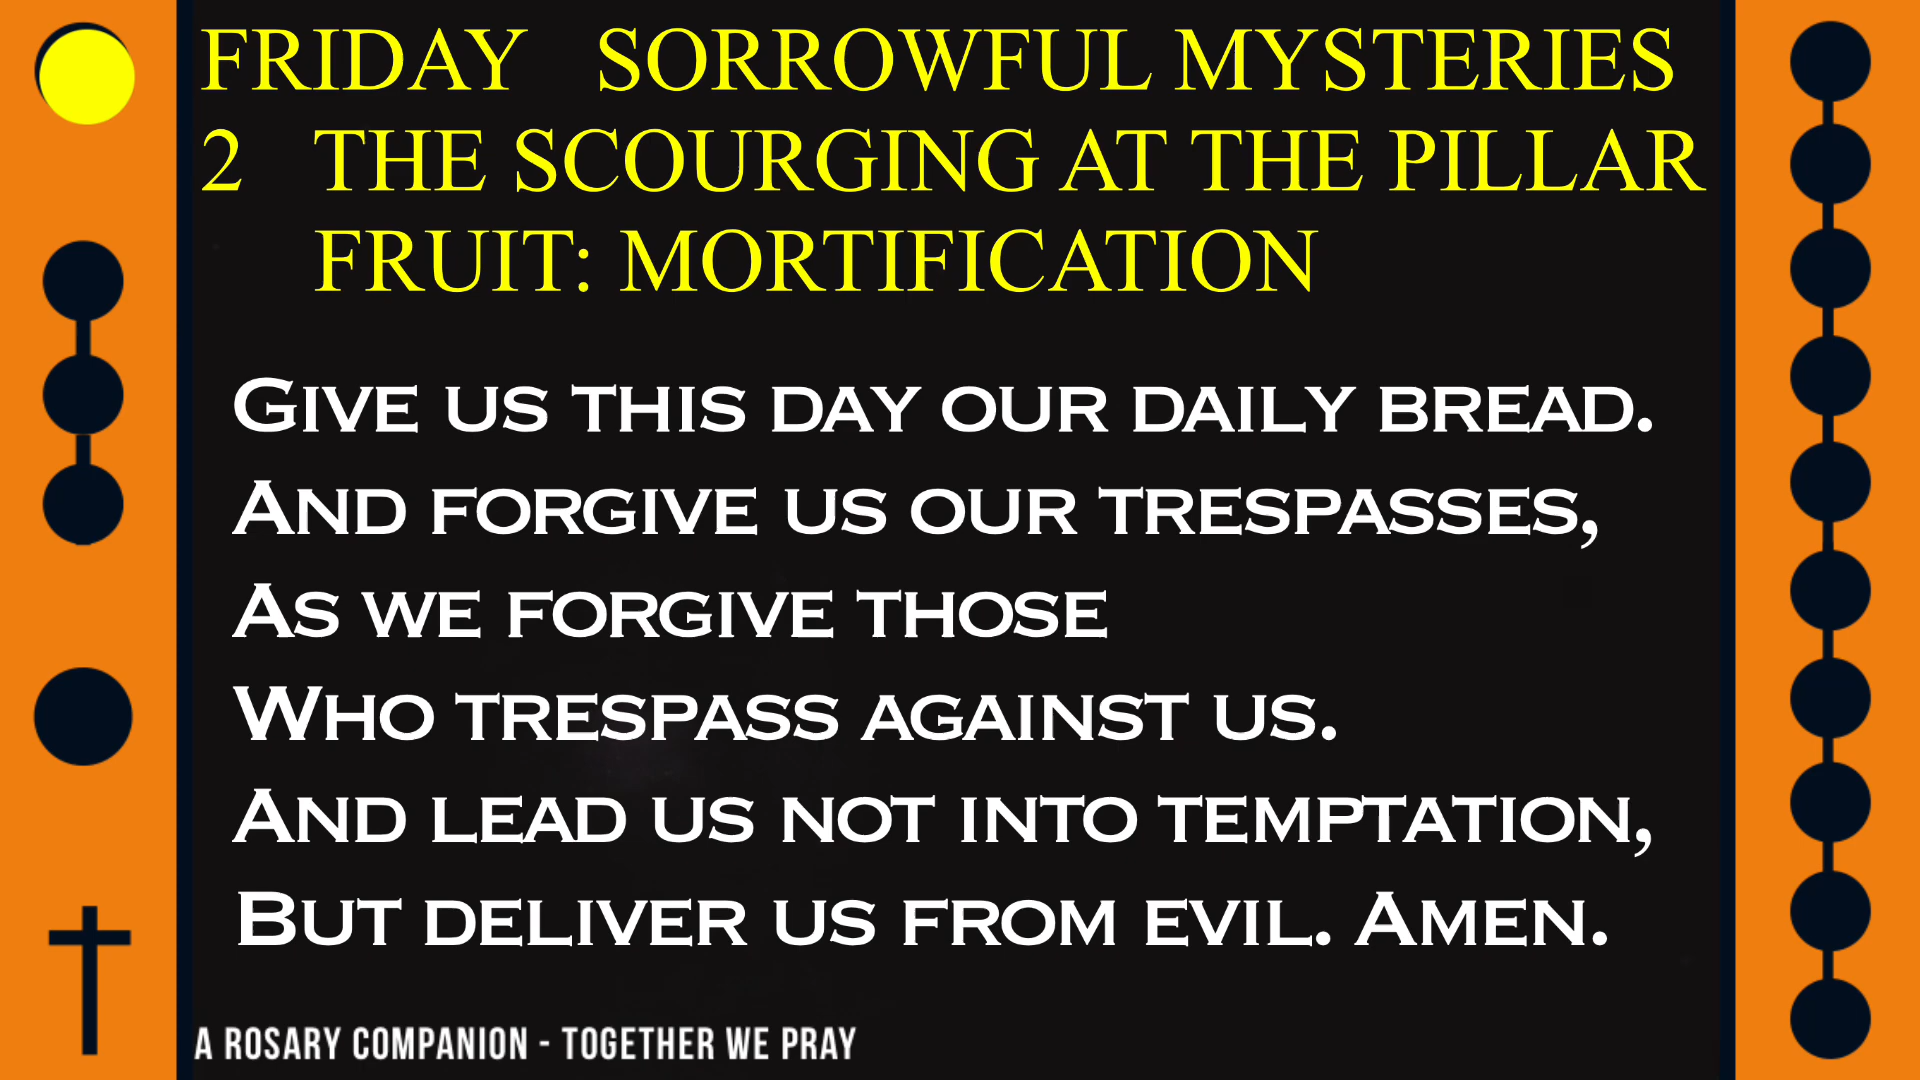 FRIDAY SORROWFUL MYSTERIES
2 THE SCOURGING AT THE PILLAR
FRUIT: MORTIFICATION
Give us this day our daily bread.
And forgive us our trespasses,
As we forgive those
Who trespass against us.
And lead us not into temptation,
But deliver us from evil. Amen.
A ROSARY COMPANION - TOGETHER WE PRAY